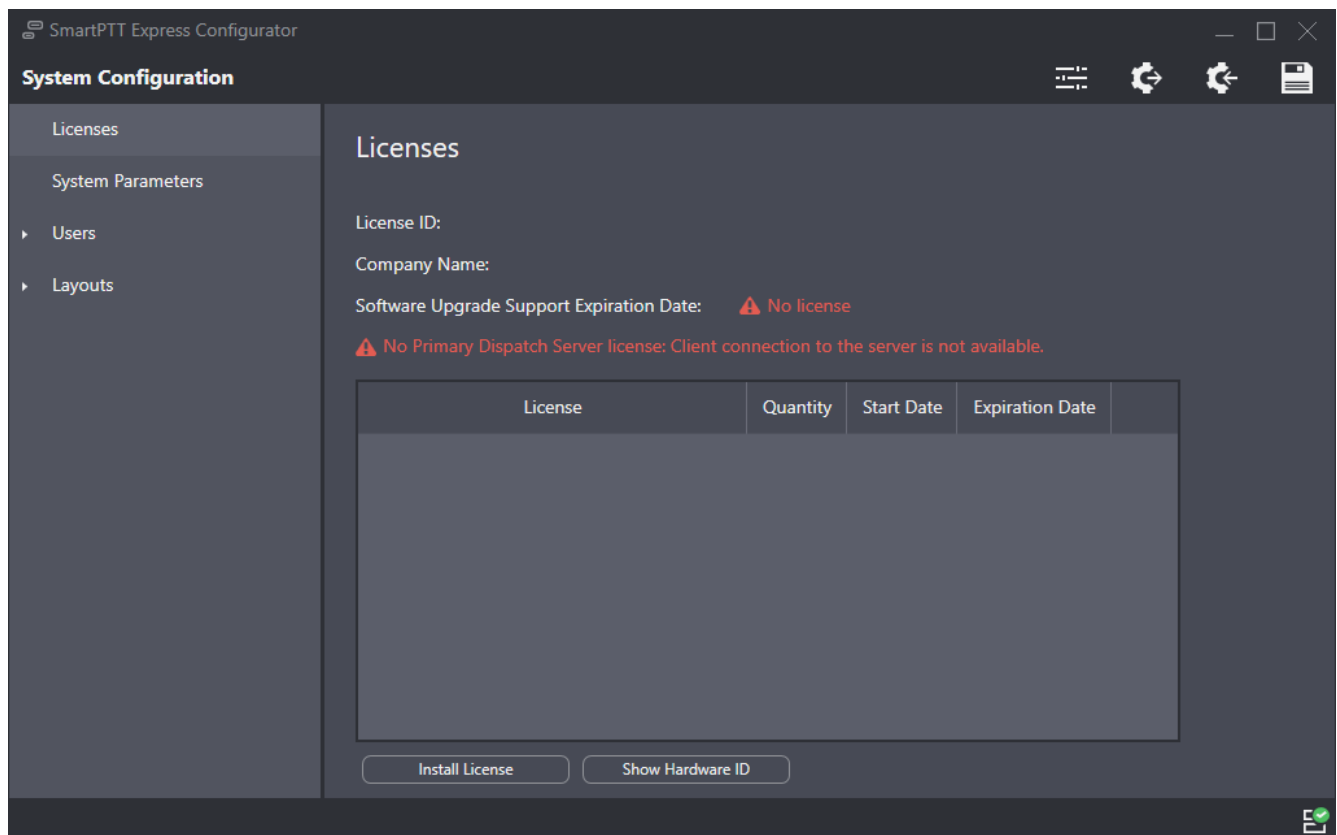 SmartPTT Express Configurator
System Configuration
Licenses
System Parameters
Users
Layouts
Licenses
License ID:
Company Name:
Software Upgrade Support Expiration Date: No license
No Primary Dispatch Server license: Client connection to the server is not available.
License Quantity Start Date Expiration Date
Install License Show Hardware ID